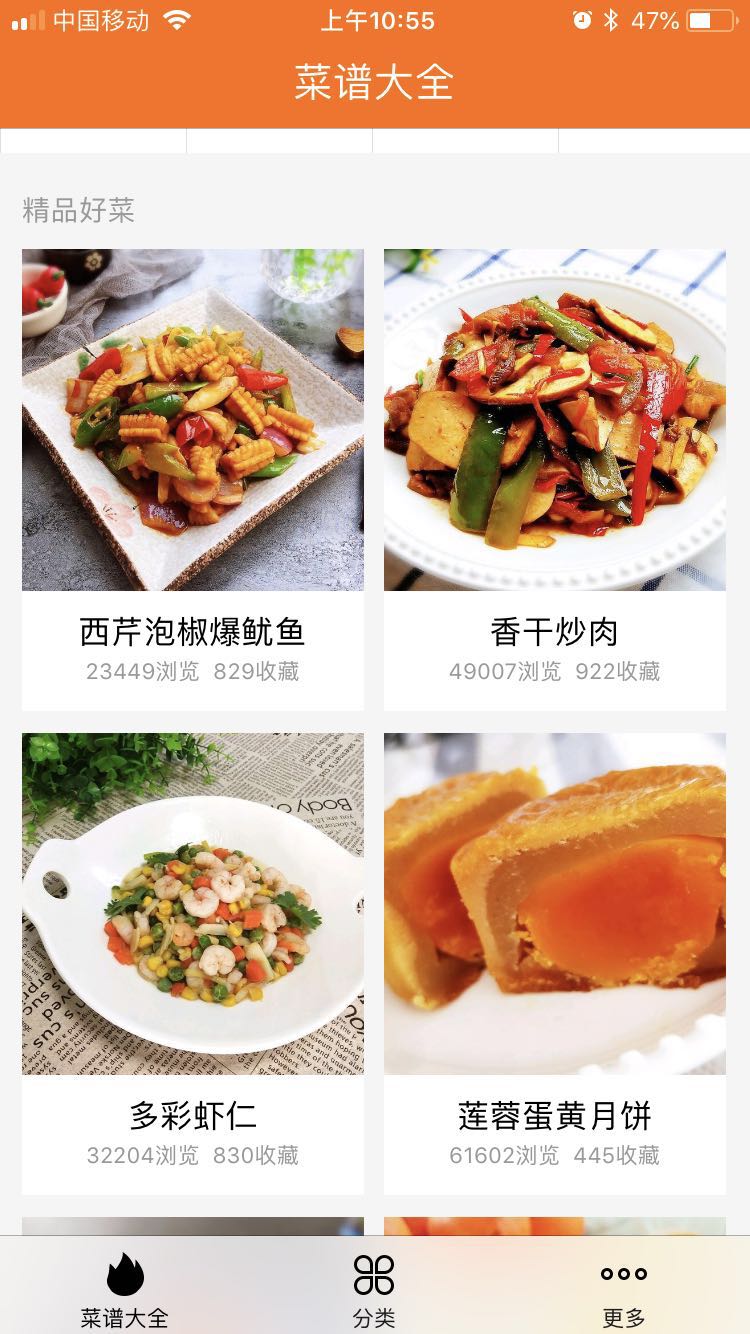 中国移动 上午10:55 47%
菜谱大全
精品好菜
西芹泡椒爆鱿鱼
23449浏览 829收藏
香干炒肉
49007浏览 922收藏
多彩虾仁
32204浏览 830收藏
莲蓉蛋黄月饼
61602浏览 445收藏
菜谱大全 分类 更多